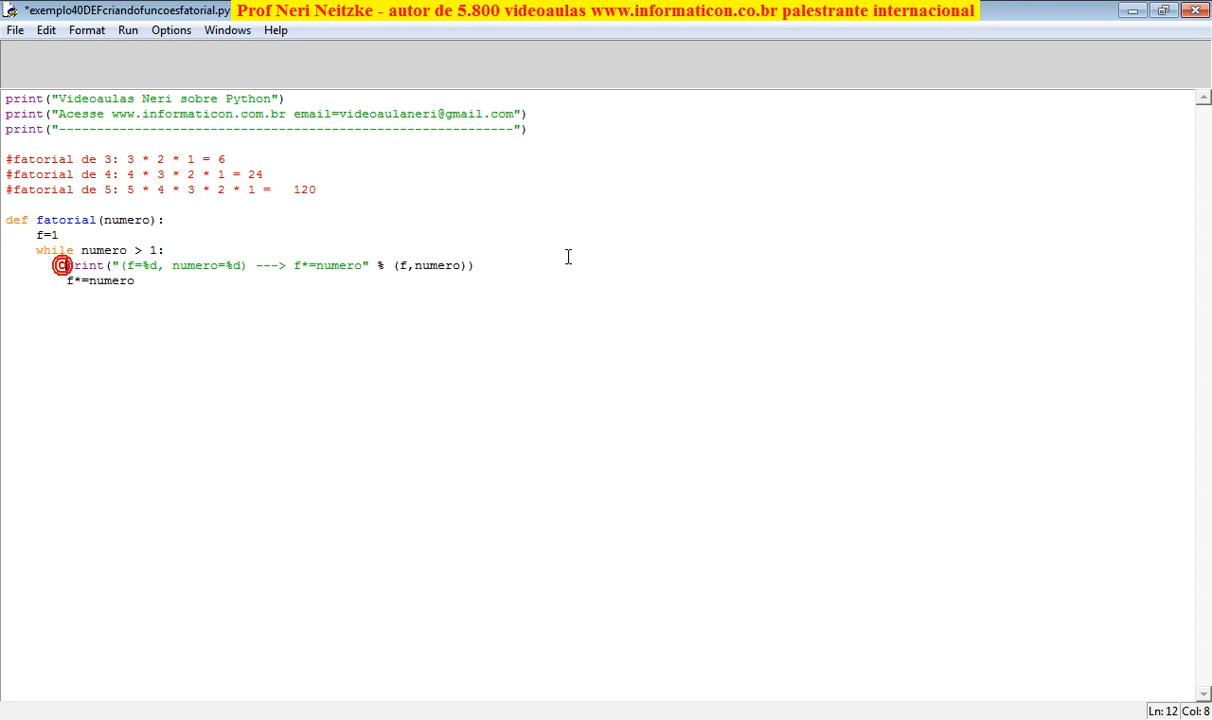 *exemplo40DEFcriandofuncoesfatorial.py
Prof Neri Neitzke - autor de 5.800 videoaulas www.informaticon.co.br palestrante internacional
File Edit Format Run Options Windows Help
print("Videoaulas Neri sobre Python")
print("Acesse www.informaticon.com.br email=videoaulaneri@gmail.com")
print("------------------------------------------------------------")
#fatorial de 3: 3 * 2 * 1 = 6
#fatorial de 4: 4 * 3 * 2 * 1 = 24
#fatorial de 5: 5 * 4 * 3 * 2 * 1 =   120
def fatorial(numero):
    f=1
    while numero > 1:
        print("(f=%d, numero=%d) ---> f*=numero" % (f,numero))
        f*=numero
Ln: 12 Col: 8